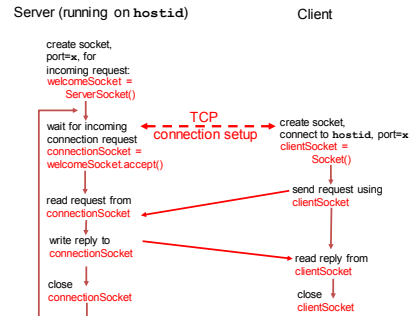 Server (running on hostid)
Client
create socket,
port=x, for
incoming request:
welcomeSocket =
ServerSocket()
TCP
connection setup
wait for incoming
connection request
connectionSocket =
welcomeSocket.accept()
create socket,
connect to hostid, port=x
clientSocket =
Socket()
send request using
clientSocket
read request from
connectionSocket
write reply to
connectionSocket
read reply from
clientSocket
close
connectionSocket
close
clientSocket